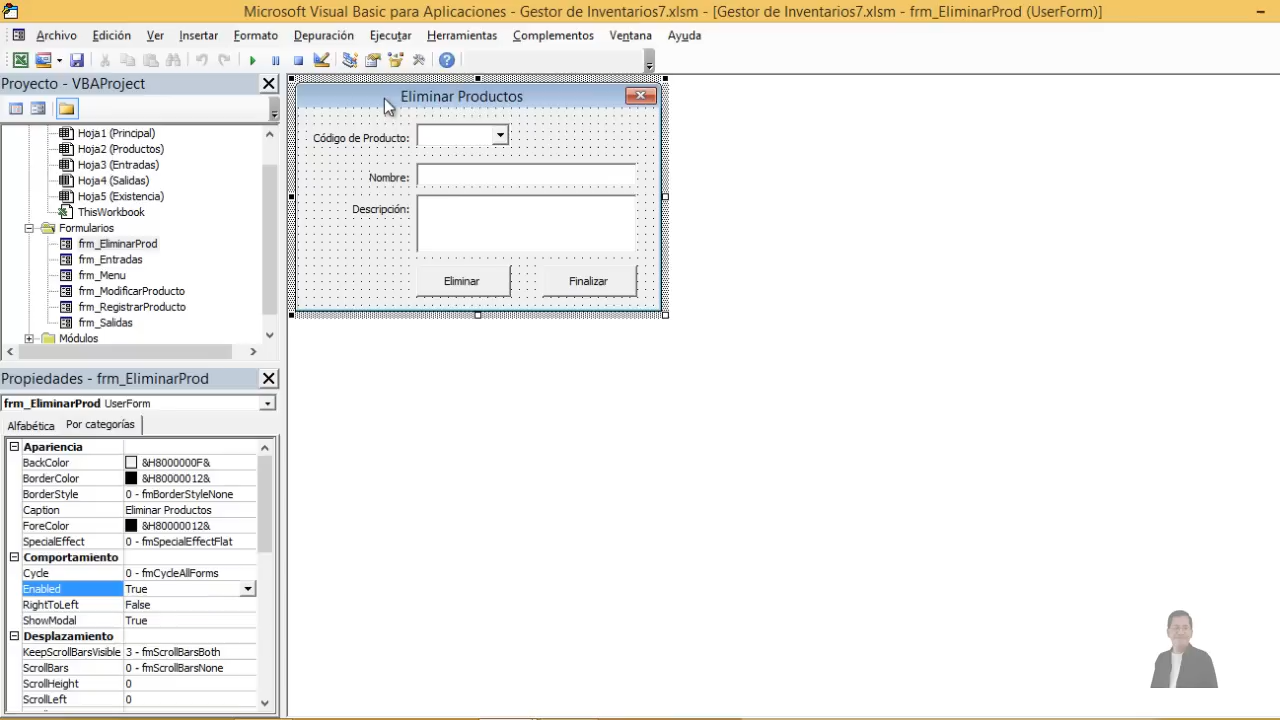 Microsoft Visual Basic para Aplicaciones - Gestor de Inventarios7.xlsm - [Gestor de Inventarios7.xlsm - frm_EliminarProd (UserForm)]
Archivo Edición Ver Insertar Formato Depuración Ejecutar Herramientas Complementos Ventana Ayuda
Proyecto - VBAProject
Hoja1 (Principal)
Hoja2 (Productos)
Hoja3 (Entradas)
Hoja4 (Salidas)
Hoja5 (Existencia)
ThisWorkbook
Formularios
frm_EliminarProd
frm_Entradas
frm_Menu
frm_ModificarProducto
frm_RegistrarProducto
frm_Salidas
Módulos
Propiedades - frm_EliminarProd
frm_EliminarProd UserForm
Alfabética Por categorías
Apariencia
BackColor &H8000000F&
BorderColor &H80000012&
BorderStyle 0 - fmBorderStyleNone
Caption Eliminar Productos
ForeColor &H80000012&
SpecialEffect 0 - fmSpecialEffectFlat
Comportamiento
Cycle 0 - fmCycleAllForms
Enabled True
RightToLeft False
ShowModal True
Desplazamiento
KeepScrollBarsVisible 3 - fmScrollBarsBoth
ScrollBars 0 - fmScrollBarsNone
ScrollHeight 0
ScrollLeft 0
Eliminar Productos
Código de Producto:
Nombre:
Descripción:
Eliminar Finalizar